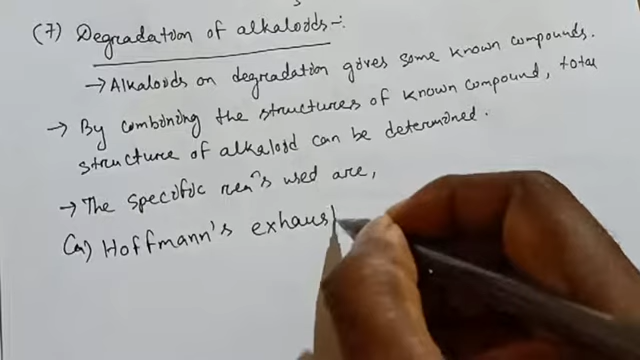 (7) Degradation of alkaloids -:
→ Alkaloids on degradation gives some known compounds.
→ By combining the structures of known compound, total
structure of alkaloid can be determined.
→ The specific rea^n's used are,
(a) Hoffmann's exhaus